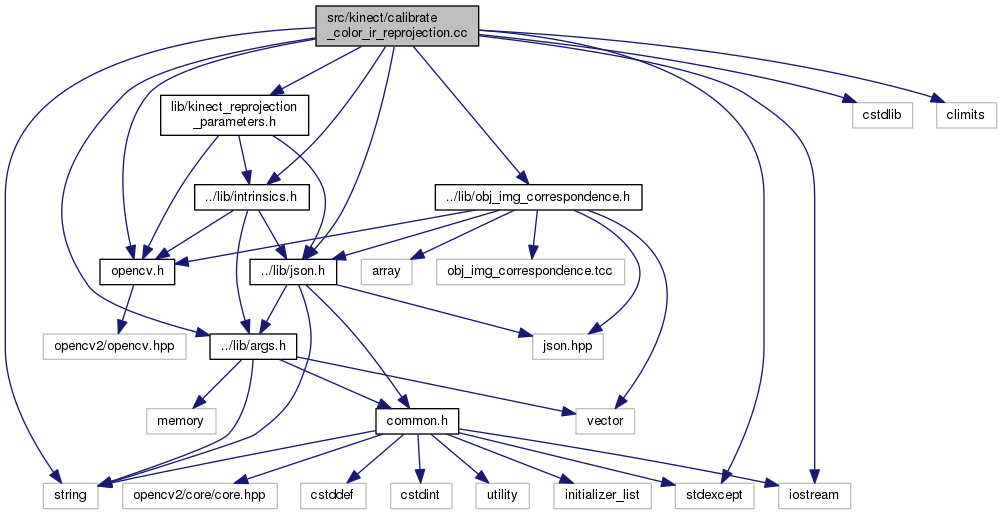 src/kinect/calibrate
_color_ir_reprojection.cc
lib/kinect_reprojection
_parameters.h
cstdlib
climits
../lib/intrinsics.h
../lib/obj_img_correspondence.h
opencv.h
../lib/json.h
array
obj_img_correspondence.tcc
opencv2/opencv.hpp
../lib/args.h
json.hpp
memory
common.h
vector
string
opencv2/core/core.hpp
cstddef
cstdint
utility
initializer_list
stdexcept
iostream